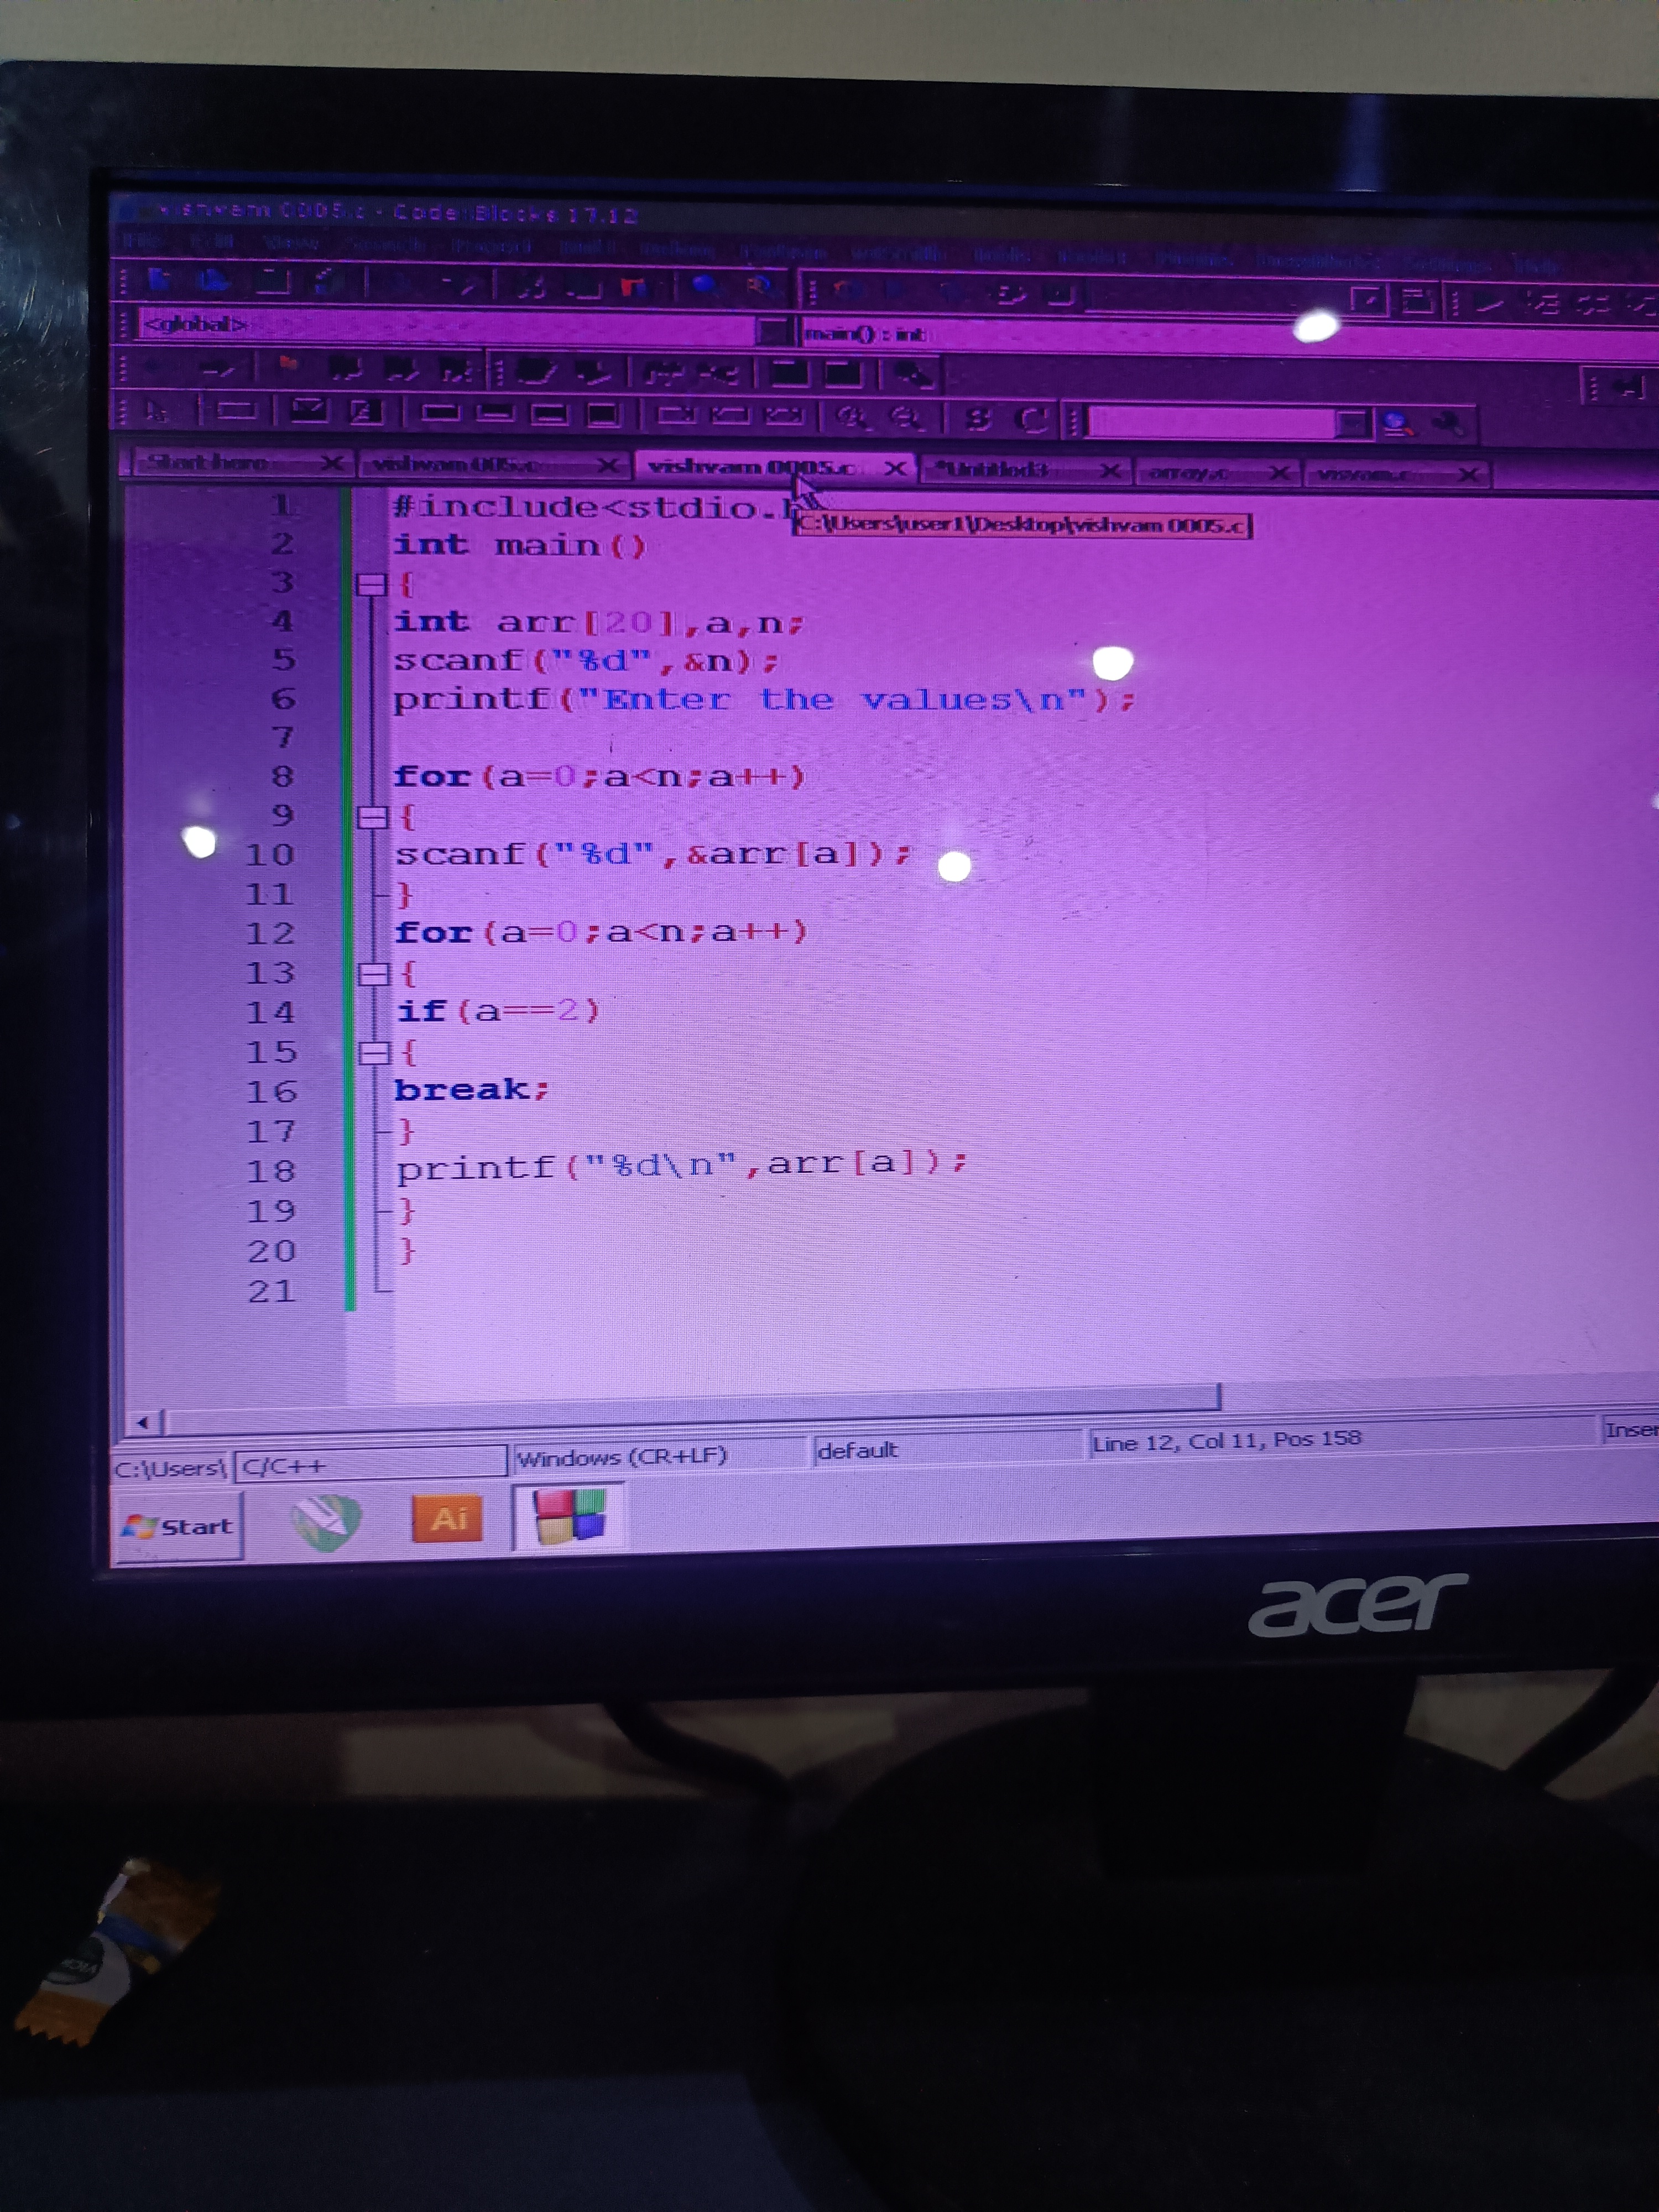 vishvam 0005.c - Code::Blocks 17.12
<global>
main() : int
S C
Start here
vishvam 005.c
vishvam 0005.c
*Untitled3
array.c
1 #include<stdio.h
C:\Users\user1\Desktop\vishvam 0005.c
2 int main()
3 {
4 int arr[20],a,n;
5 scanf("%d",&n);
6 printf("Enter the values\n");
7
8 for(a=0;a<n;a++)
9 {
10 scanf("%d",&arr[a]);
11 }
12 for(a=0;a<n;a++)
13 {
14 if(a==2)
15 {
16 break;
17 }
18 printf("%d\n",arr[a]);
19 }
20 }
21
C:\Users\ C/C++ Windows (CR+LF) default Line 12, Col 11, Pos 158 Inser
Start Ai
acer